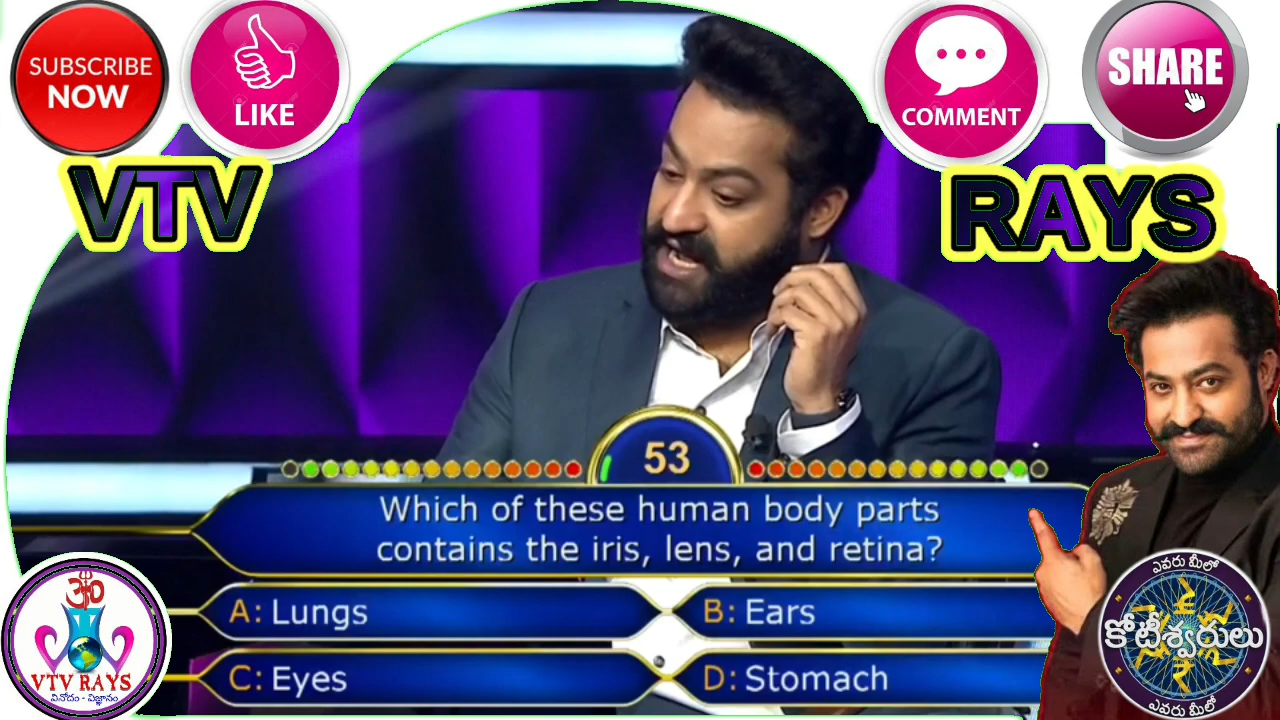 SUBSCRIBE
NOW
LIKE
COMMENT
SHARE
VTV
RAYS
53
Which of these human body parts
contains the iris, lens, and retina?
A: Lungs
B: Ears
C: Eyes
D: Stomach
ఎవరు మీలో
కోటీశ్వరులు
ఎవరు మీలో
ॐ
VTV RAYS
వినోదం - విజ్ఞానం